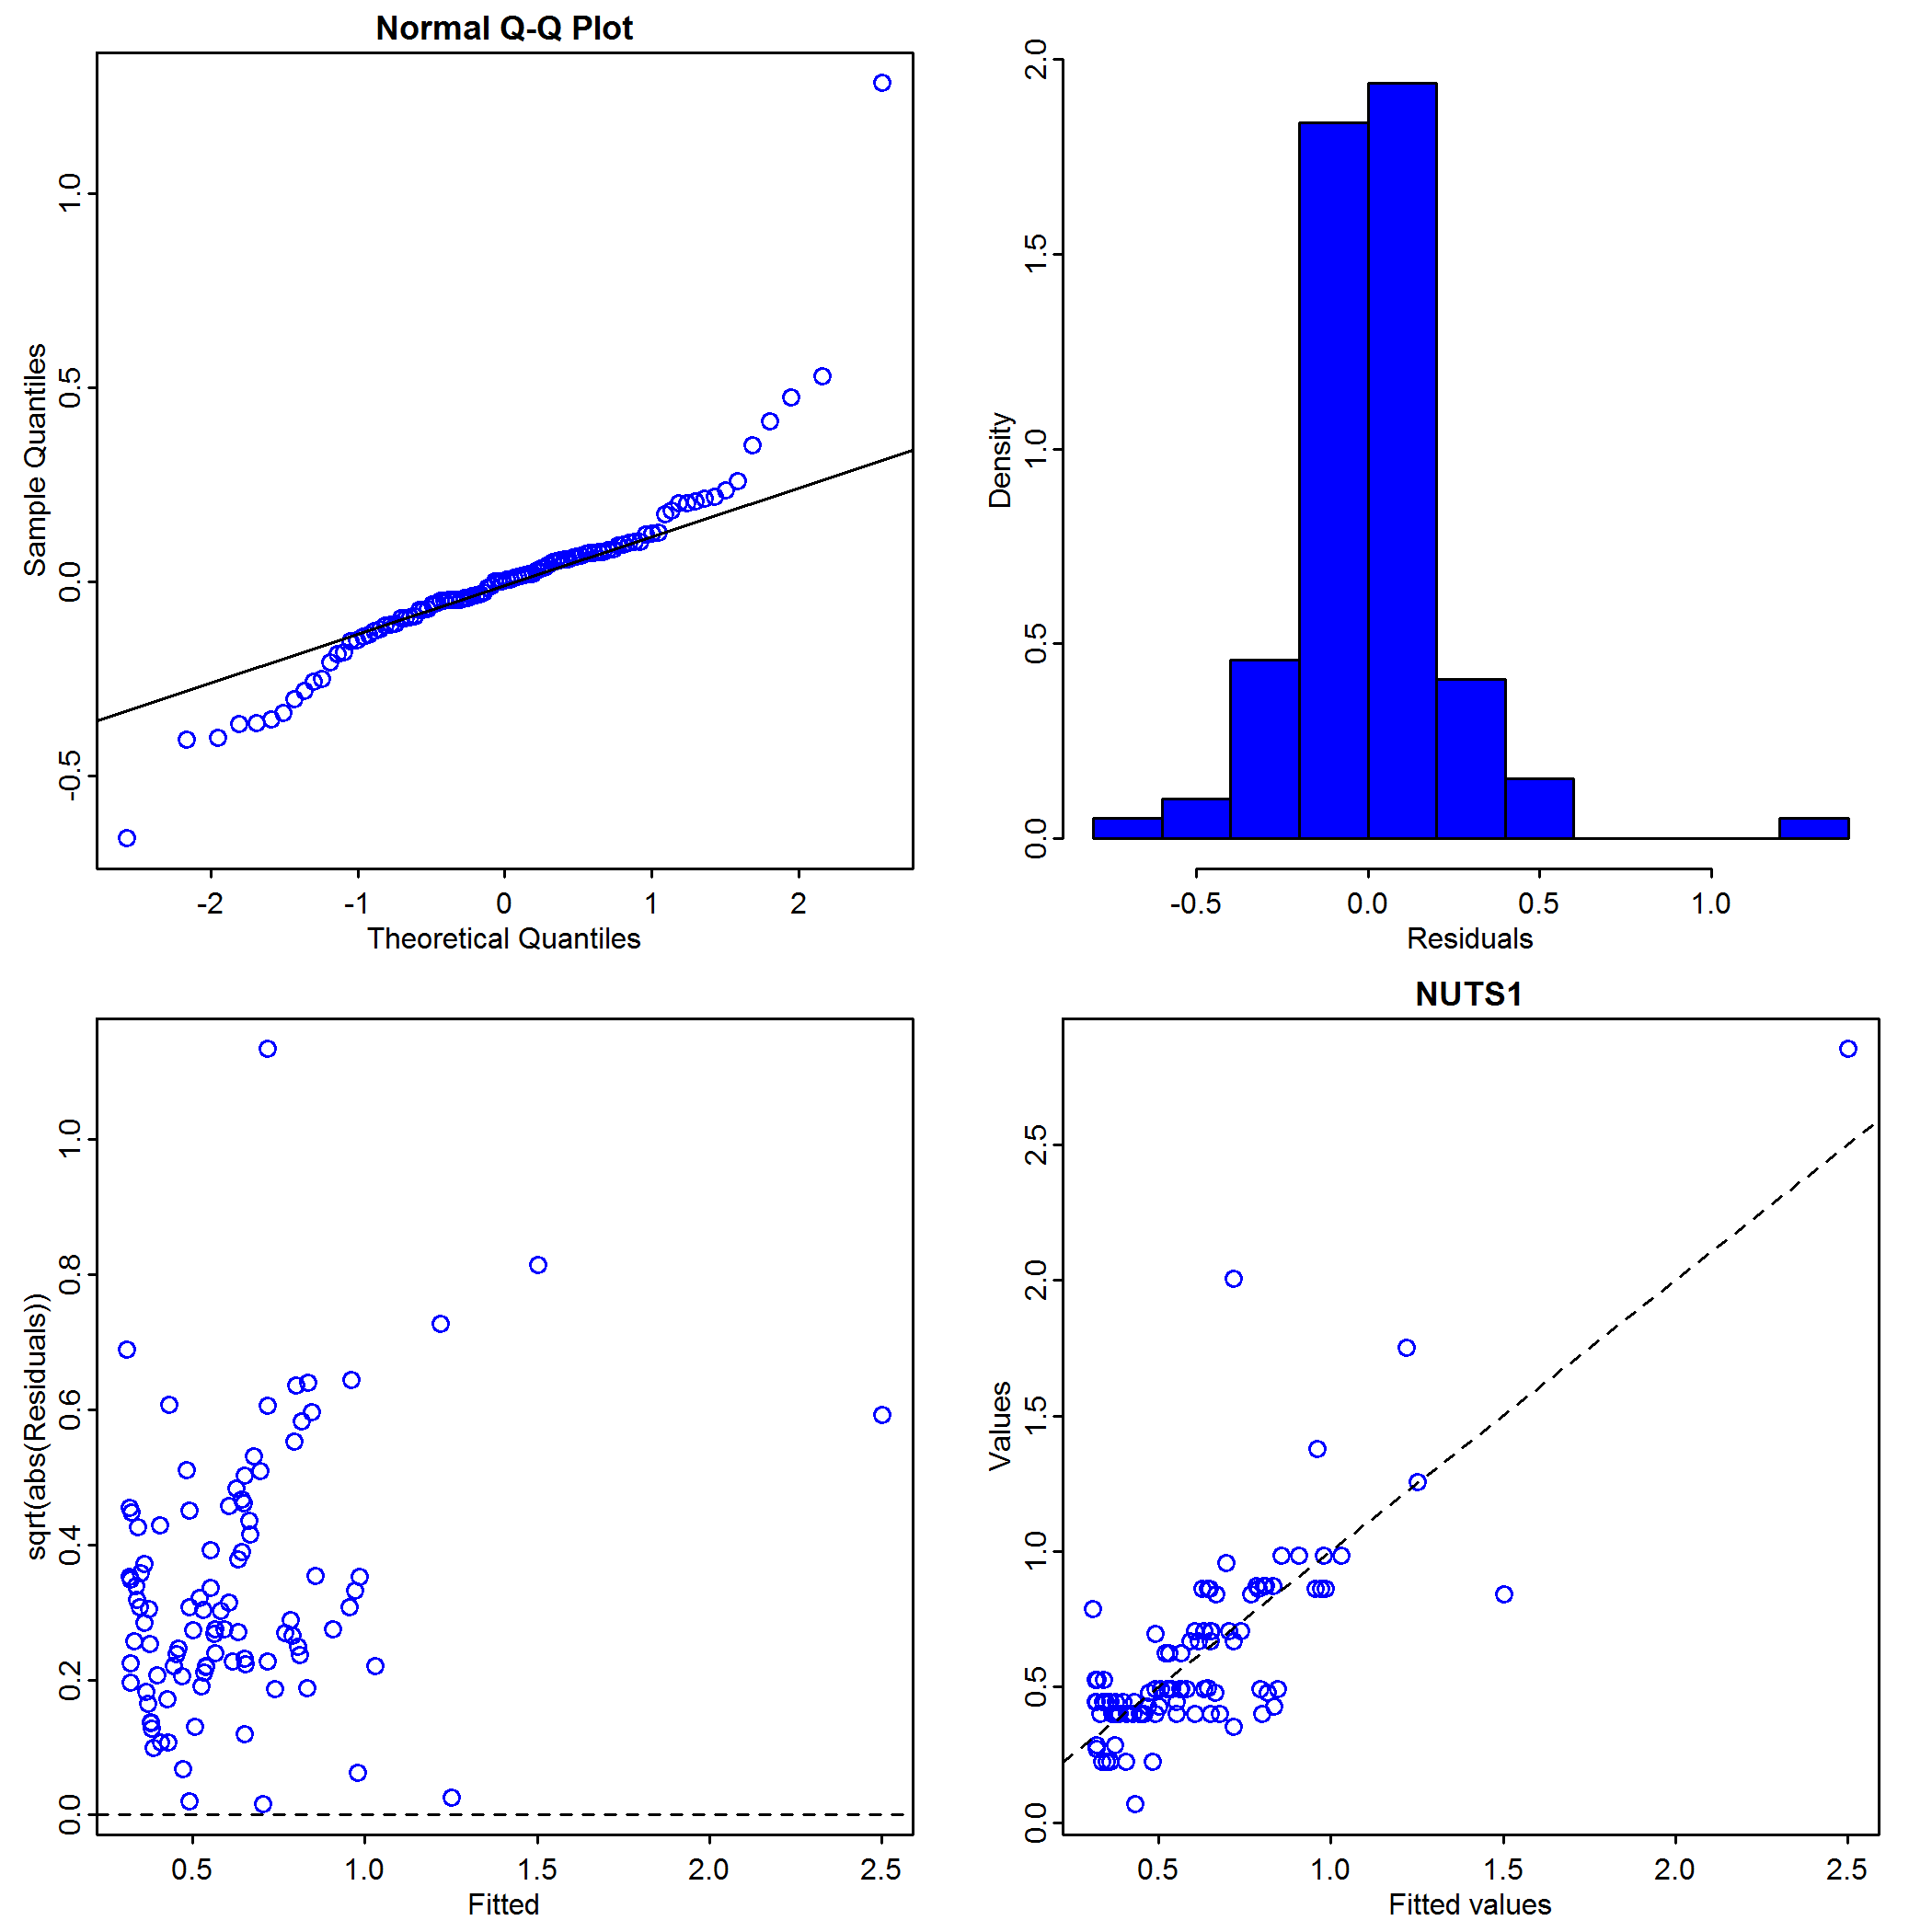 Normal Q-Q Plot
Sample Quantiles
-0.5 0.0 0.5 1.0
-2 -1 0 1 2
Theoretical Quantiles
Density
0.0 0.5 1.0 1.5 2.0
-0.5 0.0 0.5 1.0
Residuals
sqrt(abs(Residuals))
0.0 0.2 0.4 0.6 0.8 1.0
0.5 1.0 1.5 2.0 2.5
Fitted
NUTS1
Values
0.0 0.5 1.0 1.5 2.0 2.5
0.5 1.0 1.5 2.0 2.5
Fitted values